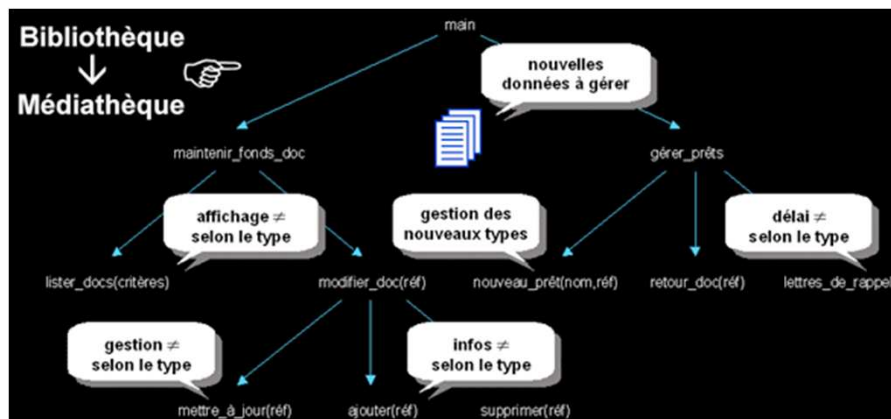 Bibliothèque
Médiathèque
main
nouvelles
données à gérer
maintenir_fonds_doc
gérer_prêts
affichage ≠
selon le type
gestion des
nouveaux types
délai ≠
selon le type
lister_docs(critères)
modifier_doc(réf)
nouveau_prêt(nom,réf)
retour_doc(réf)
lettres_de_rappel
gestion ≠
selon le type
infos ≠
selon le type
mettre_à_jour(réf)
ajouter(réf)
supprimer(réf)